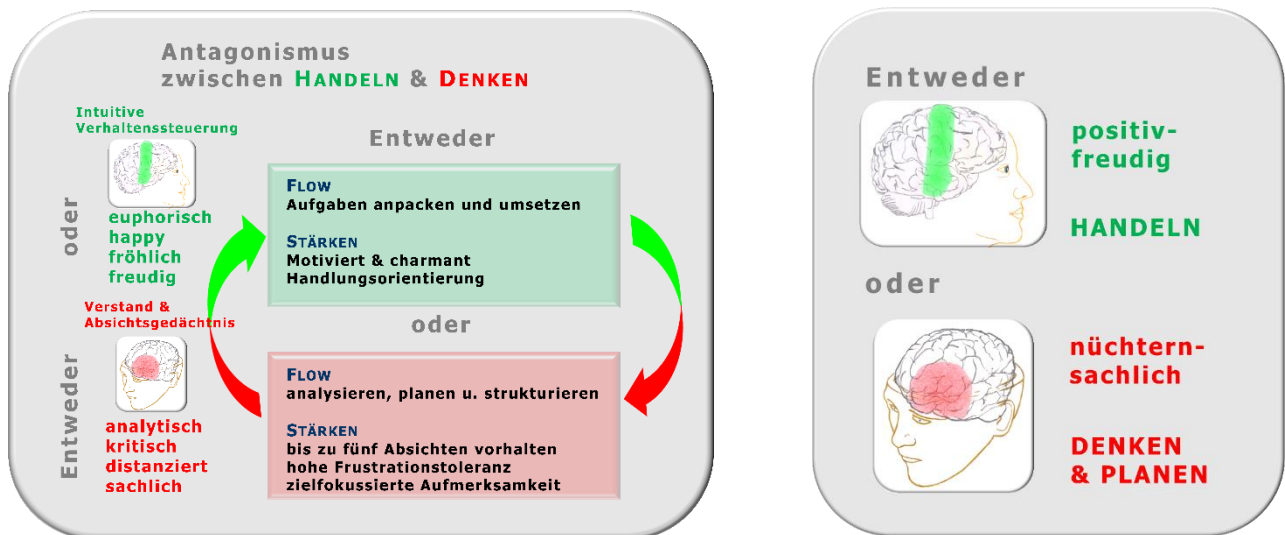 Antagonismus
zwischen HANDELN & DENKEN
Intuitive
Verhaltenssteuerung
euphorisch
happy
fröhlich
freudig
oder
Verstand &
Absichtsgedächtnis
analytisch
kritisch
distanziert
sachlich
Entweder
Entweder
FLOW
Aufgaben anpacken und umsetzen
STÄRKEN
Motiviert & charmant
Handlungsorientierung
oder
FLOW
analysieren, planen u. strukturieren
STÄRKEN
bis zu fünf Absichten vorhalten
hohe Frustrationstoleranz
zielfokussierte Aufmerksamkeit
Entweder
positiv-
freudig
HANDELN
oder
nüchtern-
sachlich
DENKEN
& PLANEN